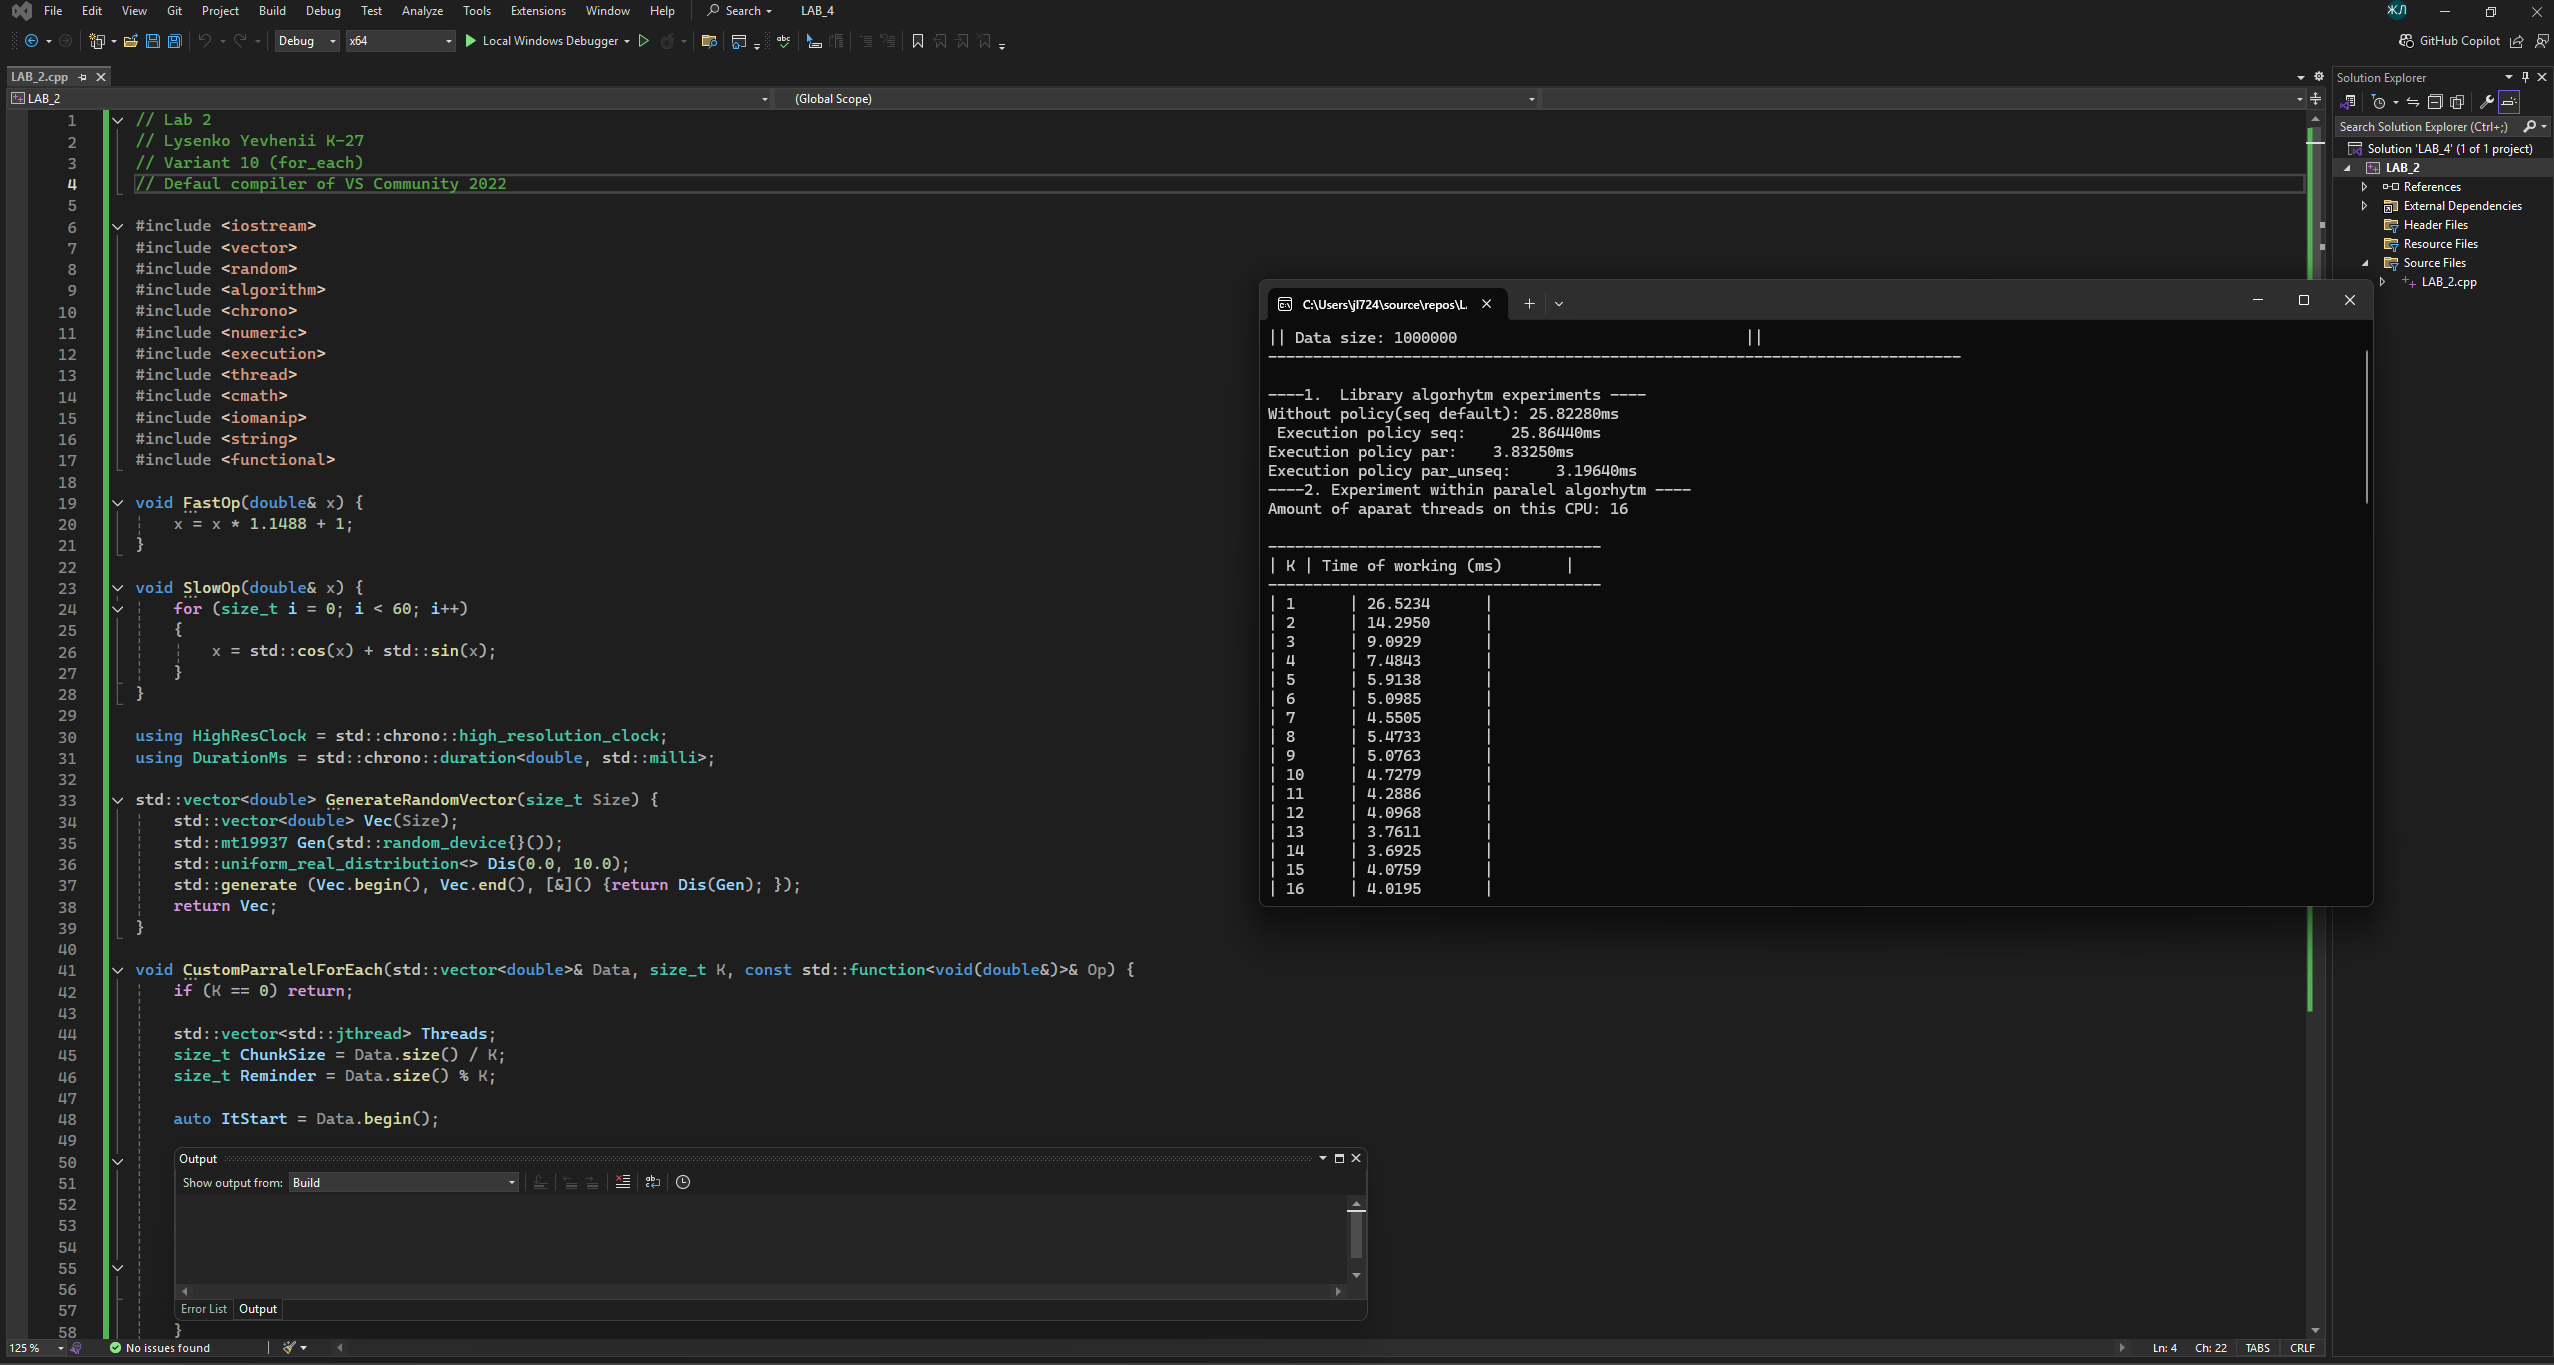 File Edit View Git Project Build Debug Test Analyze Tools Extensions Window Help Search LAB_4 ЖЛ
Debug x64 Local Windows Debugger GitHub Copilot
LAB_2.cpp
LAB_2 (Global Scope)
1 // Lab 2
2 // Lysenko Yevhenii K-27
3 // Variant 10 (for_each)
4 // Defaul compiler of VS Community 2022
5
6 #include <iostream>
7 #include <vector>
8 #include <random>
9 #include <algorithm>
10 #include <chrono>
11 #include <numeric>
12 #include <execution>
13 #include <thread>
14 #include <cmath>
15 #include <iomanip>
16 #include <string>
17 #include <functional>
18
19 void FastOp(double& x) {
20 x = x * 1.1488 + 1;
21 }
22
23 void SlowOp(double& x) {
24 for (size_t i = 0; i < 60; i++)
25 {
26 x = std::cos(x) + std::sin(x);
27 }
28 }
29
30 using HighResClock = std::chrono::high_resolution_clock;
31 using DurationMs = std::chrono::duration<double, std::milli>;
32
33 std::vector<double> GenerateRandomVector(size_t Size) {
34 std::vector<double> Vec(Size);
35 std::mt19937 Gen(std::random_device{}());
36 std::uniform_real_distribution<> Dis(0.0, 10.0);
37 std::generate (Vec.begin(), Vec.end(), [&]() {return Dis(Gen); });
38 return Vec;
39 }
40
41 void CustomParralelForEach(std::vector<double>& Data, size_t K, const std::function<void(double&)>& Op) {
42 if (K == 0) return;
43
44 std::vector<std::jthread> Threads;
45 size_t ChunkSize = Data.size() / K;
46 size_t Reminder = Data.size() % K;
47
48 auto ItStart = Data.begin();
49
50
51
52
53
54
55
56
57
58 }
C:\Users\jl724\source\repos\L.
|| Data size: 1000000 ||
-----------------------------------------------------------------------------
----1.  Library algorhytm experiments ----
Without policy(seq default): 25.82280ms
Execution policy seq: 25.86440ms
Execution policy par: 3.83250ms
Execution policy par_unseq: 3.19640ms
----2. Experiment within paralel algorhytm ----
Amount of aparat threads on this CPU: 16
-------------------------------------
| K | Time of working (ms) |
-------------------------------------
| 1 | 26.5234 |
| 2 | 14.2950 |
| 3 | 9.0929 |
| 4 | 7.4843 |
| 5 | 5.9138 |
| 6 | 5.0985 |
| 7 | 4.5505 |
| 8 | 5.4733 |
| 9 | 5.0763 |
| 10 | 4.7279 |
| 11 | 4.2886 |
| 12 | 4.0968 |
| 13 | 3.7611 |
| 14 | 3.6925 |
| 15 | 4.0759 |
| 16 | 4.0195 |
Output
Show output from: Build
Error List Output
Solution Explorer
Search Solution Explorer (Ctrl+;)
Solution 'LAB_4' (1 of 1 project)
LAB_2
References
External Dependencies
Header Files
Resource Files
Source Files
LAB_2.cpp
125 % No issues found Ln: 4 Ch: 22 TABS CRLF